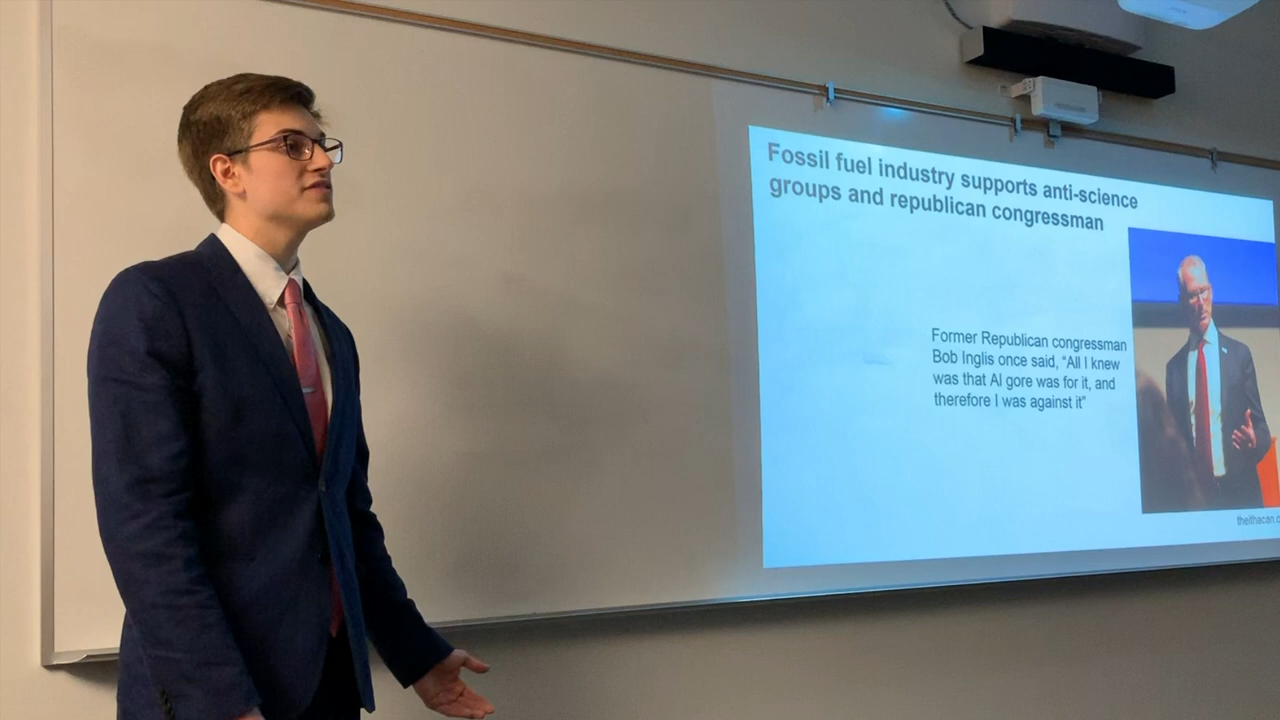 Fossil fuel industry supports anti-science
groups and republican congressman
Former Republican congressman
Bob Inglis once said, “All I knew
was that Al gore was for it, and
therefore I was against it”
theithacan.o